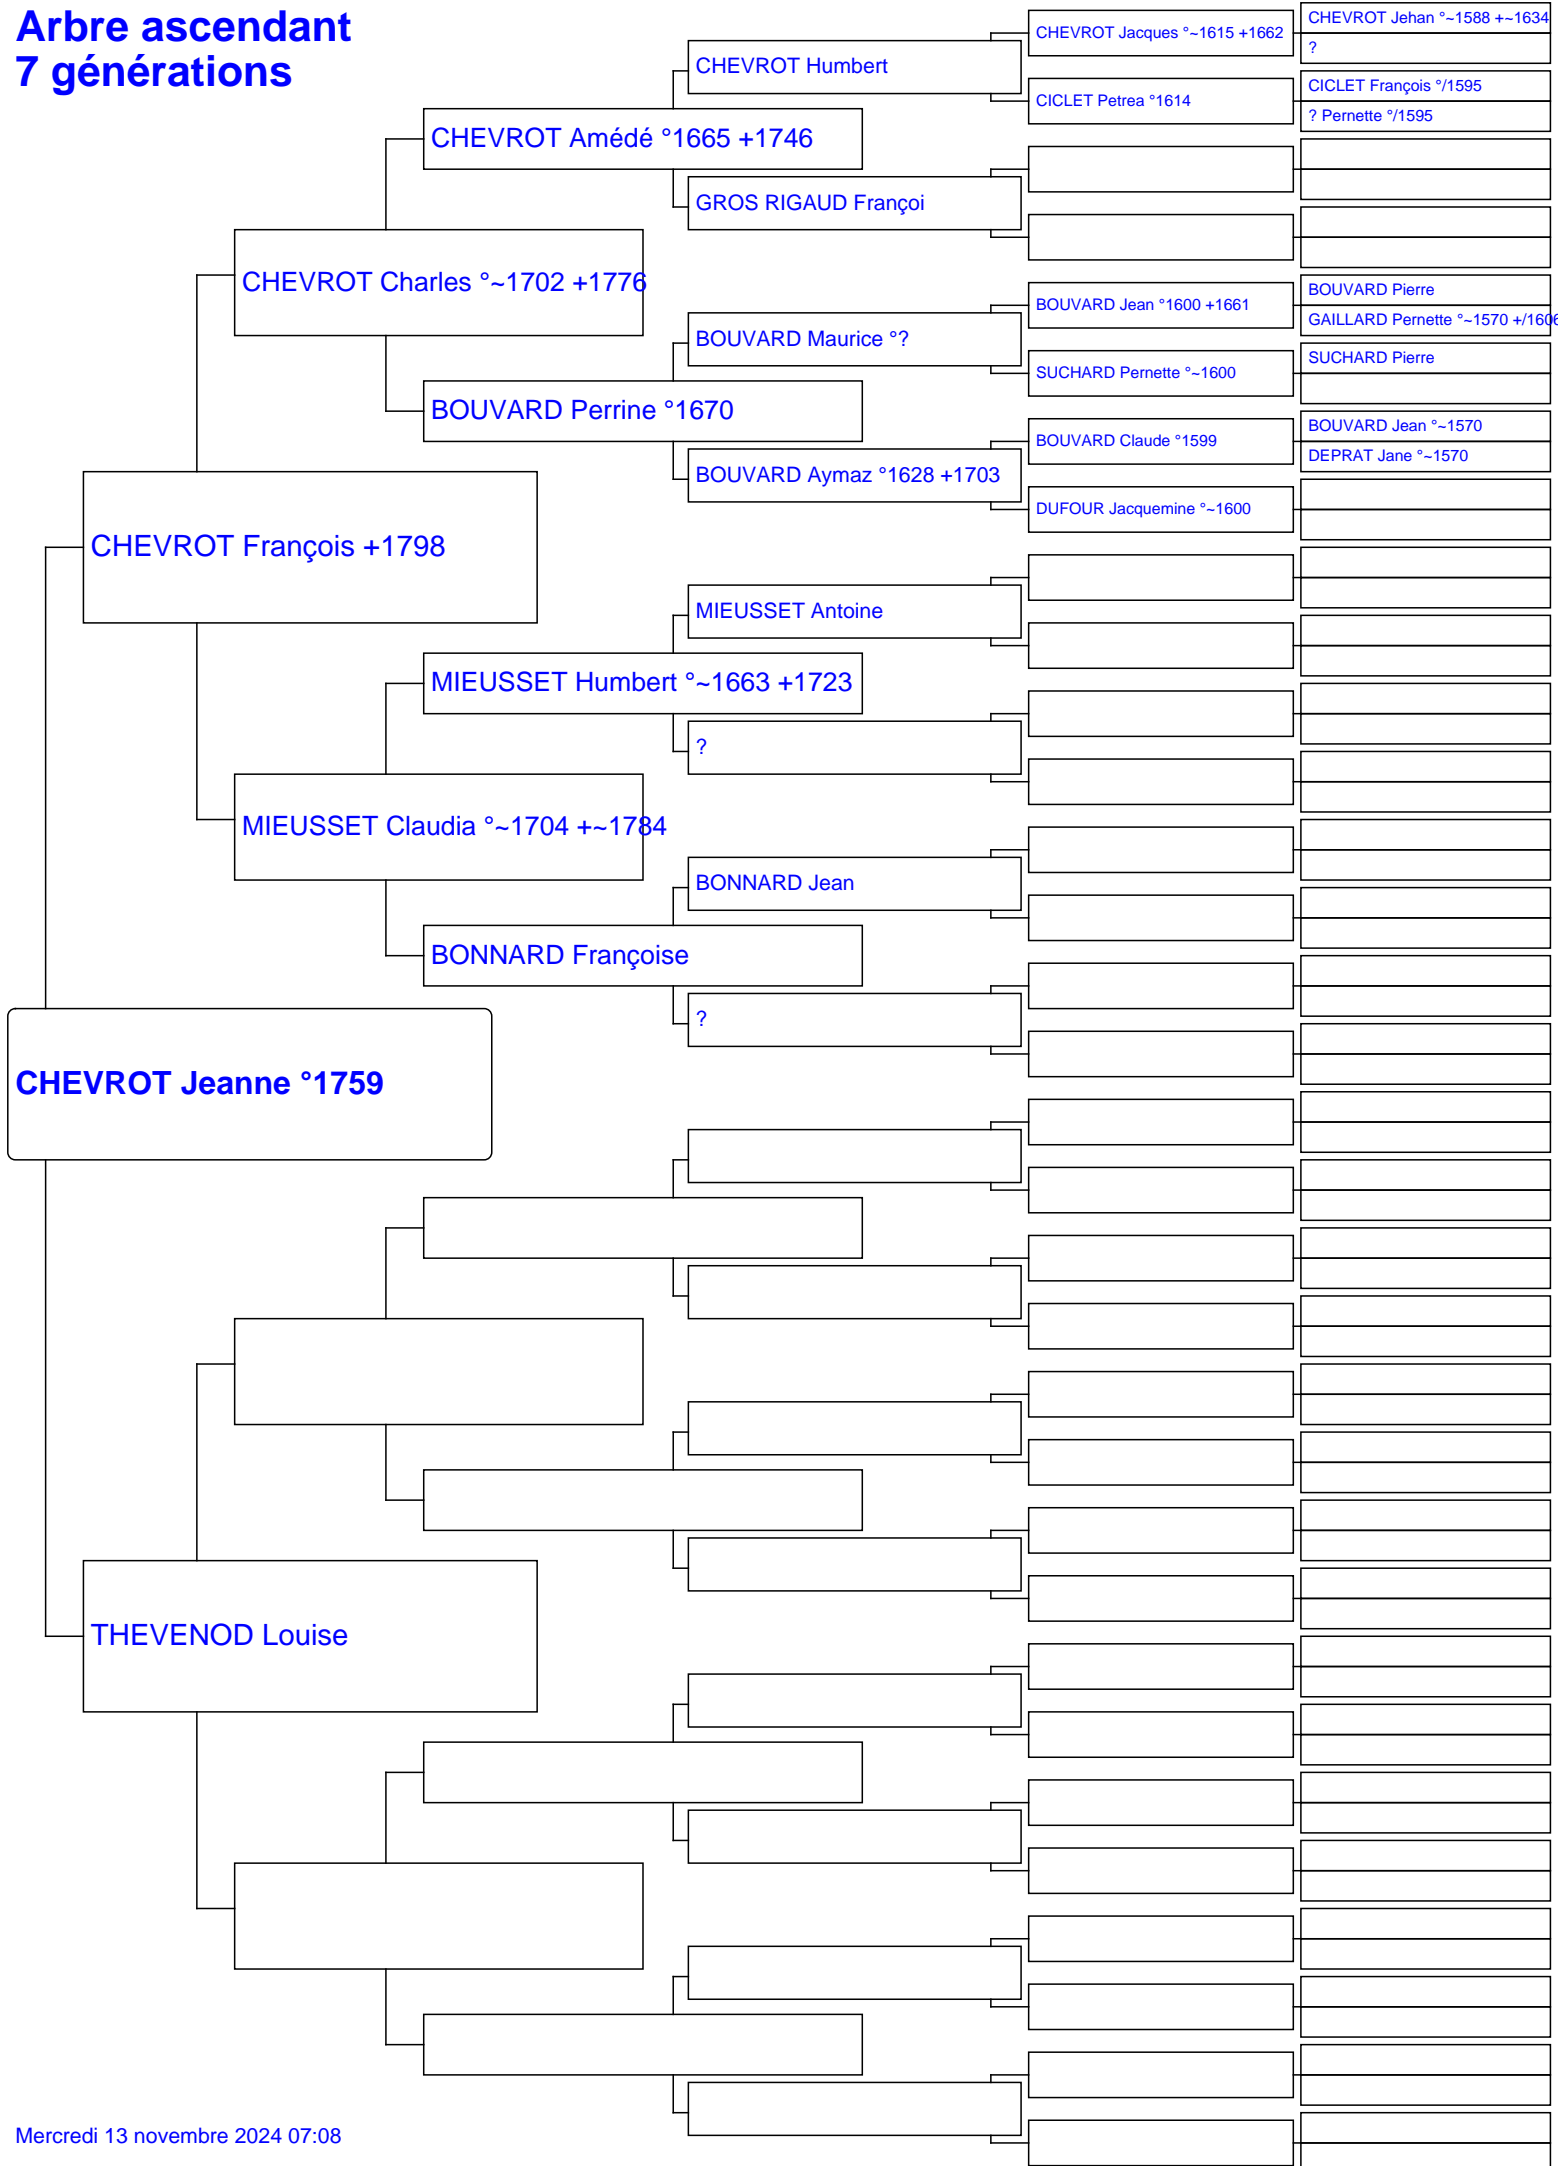 Arbre ascendant
7 générations
CHEVROT Jeanne °1759
CHEVROT François +1798
THEVENOD Louise
CHEVROT Charles °~1702 +1776
MIEUSSET Claudia °~1704 +~1784
CHEVROT Amédé °1665 +1746
BOUVARD Perrine °1670
MIEUSSET Humbert °~1663 +1723
BONNARD Françoise
CHEVROT Humbert
GROS RIGAUD Françoi
BOUVARD Maurice °?
BOUVARD Aymaz °1628 +1703
MIEUSSET Antoine
?
BONNARD Jean
?
CHEVROT Jacques °~1615 +1662
CICLET Petrea °1614
BOUVARD Jean °1600 +1661
SUCHARD Pernette °~1600
BOUVARD Claude °1599
DUFOUR Jacquemine °~1600
CHEVROT Jehan °~1588 +~1634
?
CICLET François °/1595
? Pernette °/1595
BOUVARD Pierre
GAILLARD Pernette °~1570 +/1606
SUCHARD Pierre
BOUVARD Jean °~1570
DEPRAT Jane °~1570
Mercredi 13 novembre 2024 07:08